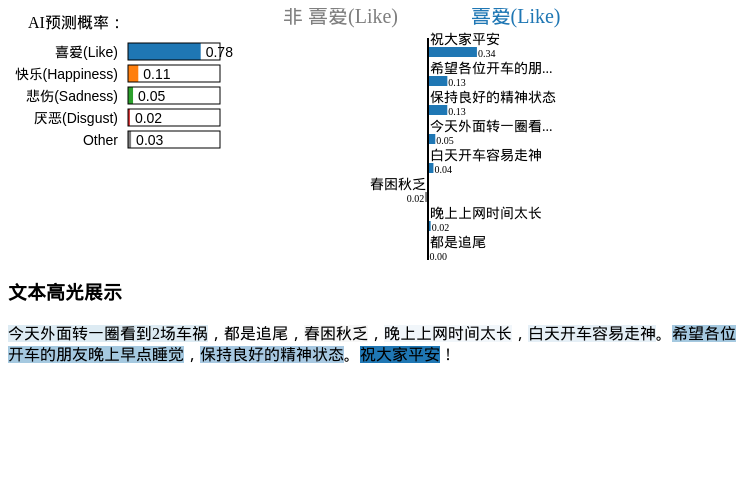 AI预测概率：
喜爱(Like) 0.78
快乐(Happiness) 0.11
悲伤(Sadness) 0.05
厌恶(Disgust) 0.02
Other 0.03
非 喜爱(Like) 喜爱(Like)
祝大家平安
0.34
希望各位开车的朋...
0.13
保持良好的精神状态
0.13
今天外面转一圈看...
0.05
白天开车容易走神
0.04
春困秋乏
0.02
晚上上网时间太长
0.02
都是追尾
0.00
文本高光展示
今天外面转一圈看到2场车祸，都是追尾，春困秋乏，晚上上网时间太长，白天开车容易走神。希望各位
开车的朋友晚上早点睡觉，保持良好的精神状态。祝大家平安！